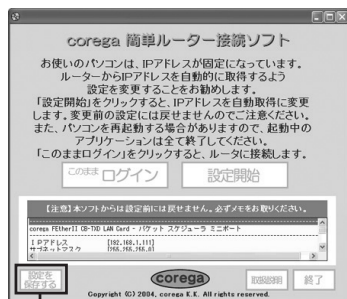 corega 簡単ルーター接続ソフト
お使いのパソコンは、IPアドレスが固定になっています。
ルーターからIPアドレスを自動的に取得するよう
設定を変更することをお勧めします。
「設定開始」をクリックすると、IPアドレスを自動取得に変更
します。変更前の設定には戻せませんのでご注意ください。
また、パソコンを再起動する場合がありますので、起動中の
アプリケーションは全て終了してください。
「このままログイン」をクリックすると、ルータに接続します。
このまま ログイン
設定開始
【注意】本ソフトからは設定前には戻せません。必ずメモをお取りください。
corega FEtherII CB-TXD LAN Card - パケット スケジューラ ミニポート
IPアドレス [192.168.1.111]
サブネットマスク [255.255.255.0]
設定を
保存する
corega
終了
Copyright (C) 2004, corega K.K. All rights reserved.